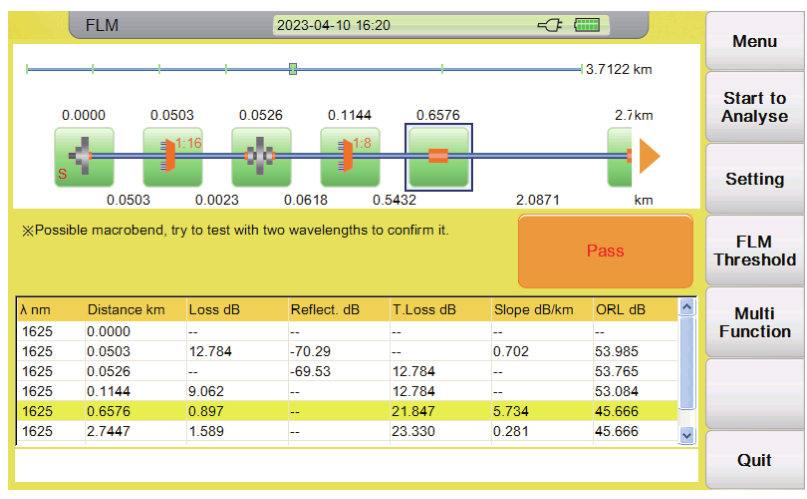 FLM 2023-04-10 16:20
Menu
3.7122 km
Start to Analyse
0.0000 0.0503 0.0526 0.1144 0.6576 2.7km
1:16 1:8
S
Setting
0.0503 0.0023 0.0618 0.5432 2.0871 km
※Possible macrobend, try to test with two wavelengths to confirm it.
Pass
FLM Threshold
λ nm Distance km Loss dB Reflect. dB T.Loss dB Slope dB/km ORL dB
1625 0.0000 -- -- -- -- --
1625 0.0503 12.784 -70.29 -- 0.702 53.985
1625 0.0526 -- -69.53 12.784 -- 53.765
1625 0.1144 9.062 -- 12.784 -- 53.084
1625 0.6576 0.897 -- 21.847 5.734 45.666
1625 2.7447 1.589 -- 23.330 0.281 45.666
Multi Function
Quit